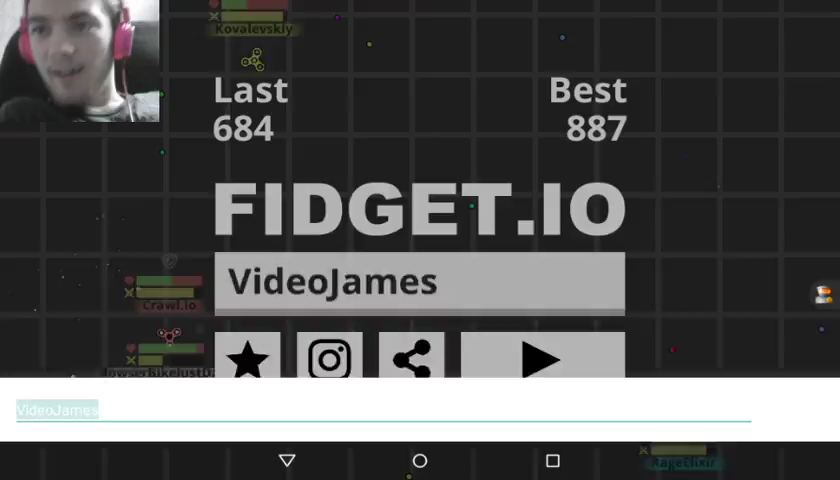 Kovalevskiy
Last
Best
684
887
FIDGET.IO
VideoJames
Crawl.io
VideoJames